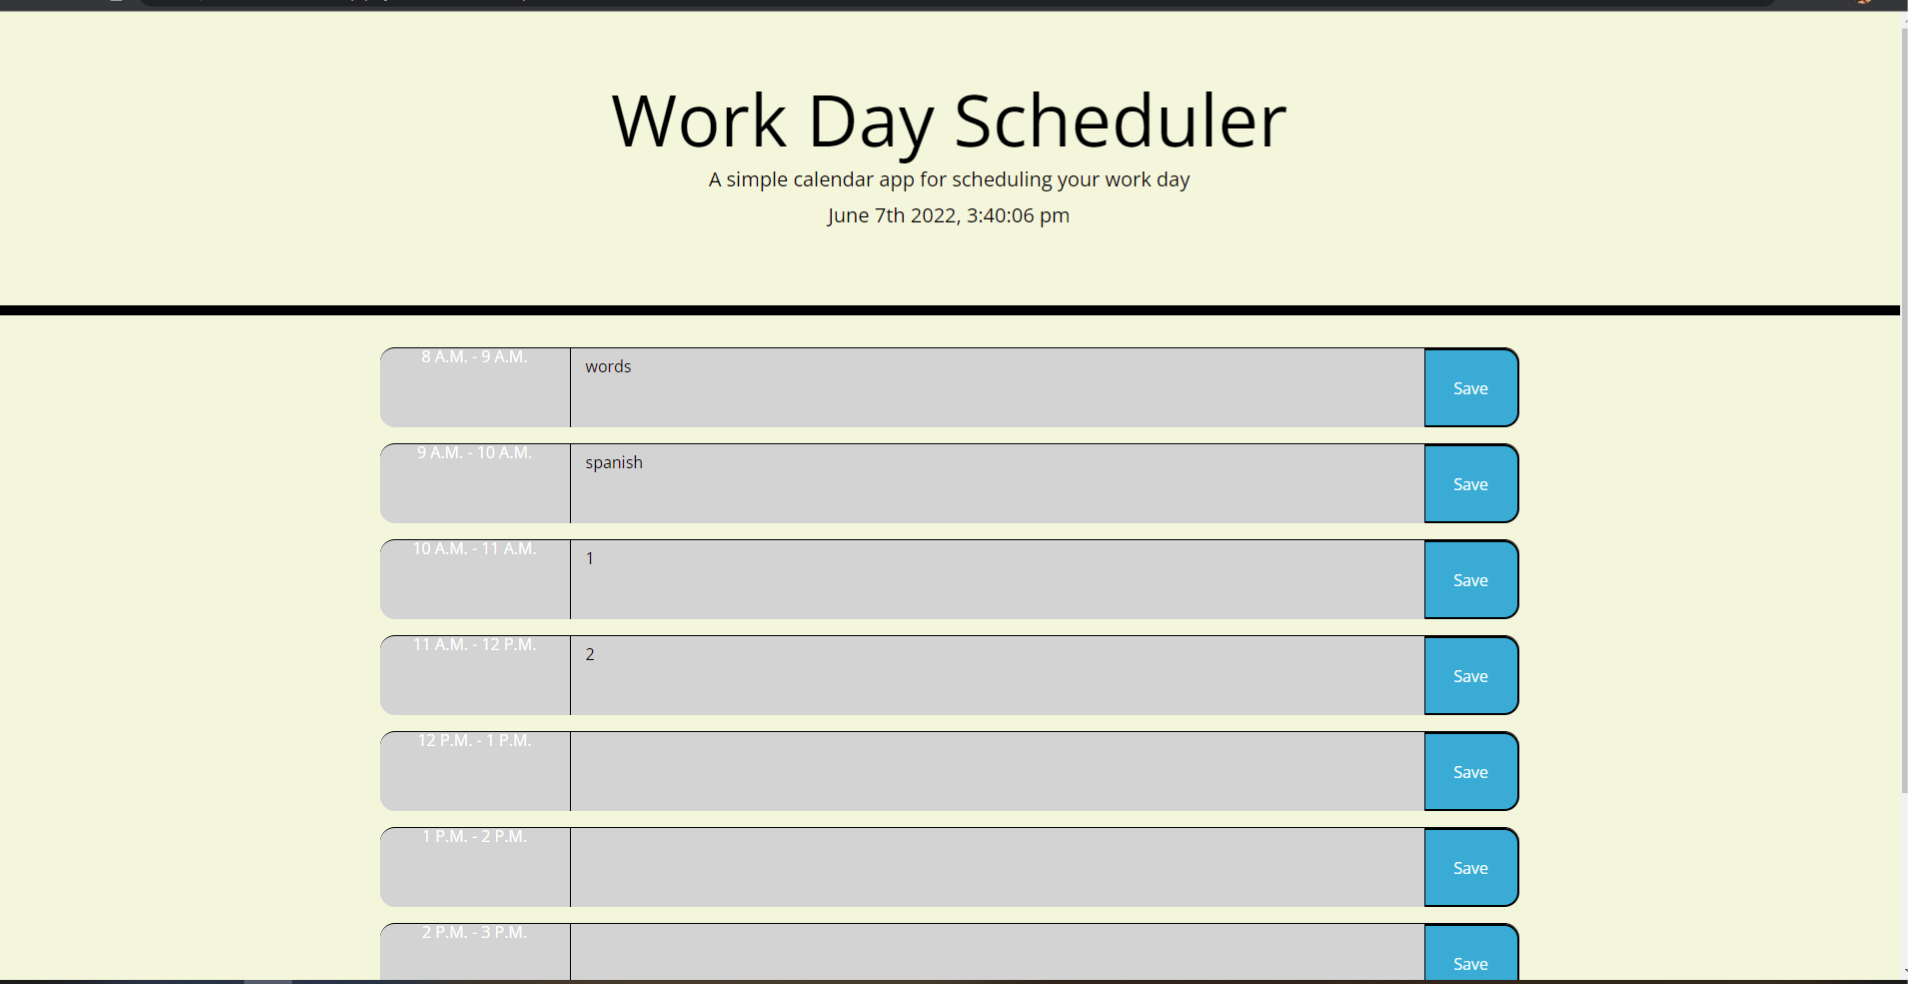 Work Day Scheduler
A simple calendar app for scheduling your work day
June 7th 2022, 3:40:06 pm
8 A.M. - 9 A.M.
words
Save
9 A.M. - 10 A.M.
spanish
Save
10 A.M. - 11 A.M.
1
Save
11 A.M. - 12 P.M.
2
Save
12 P.M. - 1 P.M.
Save
1 P.M. - 2 P.M.
Save
2 P.M. - 3 P.M.
Save